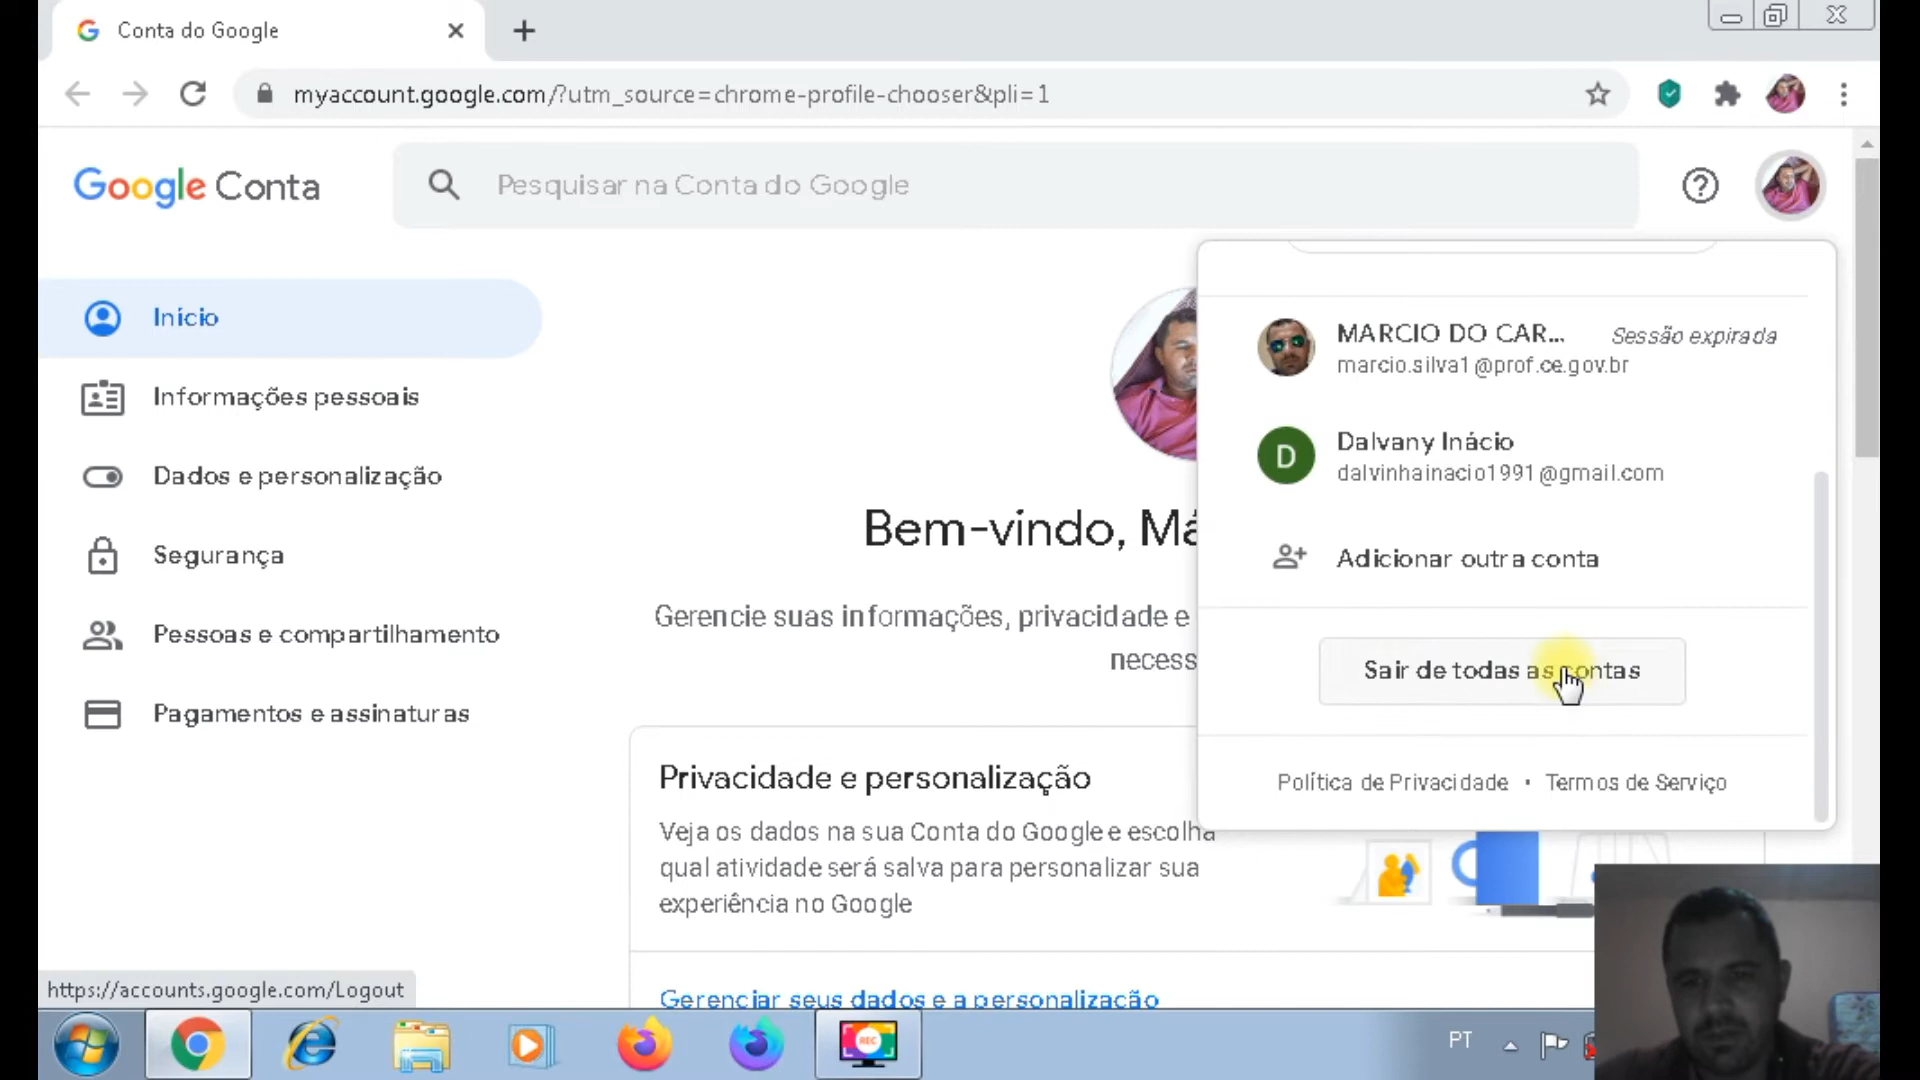 Conta do Google
myaccount.google.com/?utm_source=chrome-profile-chooser&pli=1
Google Conta
Pesquisar na Conta do Google
Início
Informações pessoais
Dados e personalização
Segurança
Pessoas e compartilhamento
Pagamentos e assinaturas
Bem-vindo, Má
Gerencie suas informações, privacidade e
necess
Privacidade e personalização
Veja os dados na sua Conta do Google e escolha
qual atividade será salva para personalizar sua
experiência no Google
Gerenciar seus dados e a personalização
MARCIO DO CAR...
Sessão expirada
marcio.silva1@prof.ce.gov.br
D
Dalvany Inácio
dalvinhainacio1991@gmail.com
Adicionar outra conta
Sair de todas as contas
Política de Privacidade • Termos de Serviço
https://accounts.google.com/Logout
REC
PT